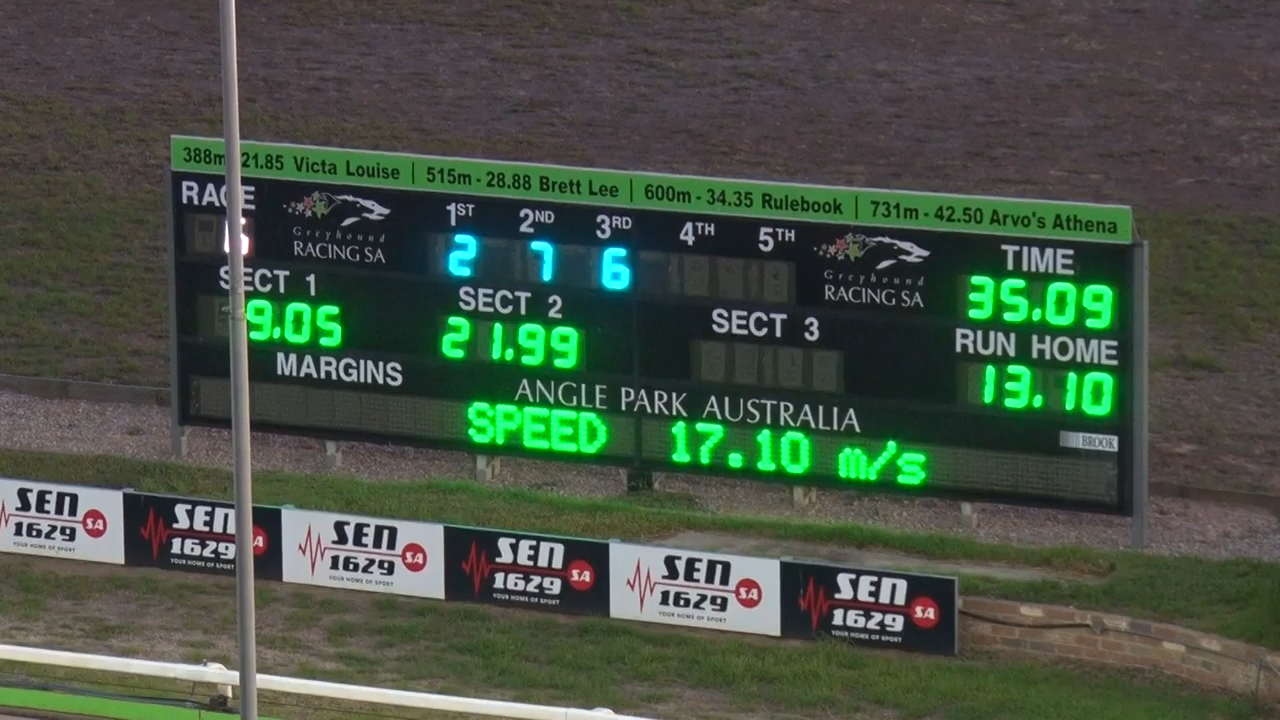 388m - 21.85 Victa Louise | 515m - 28.88 Brett Lee | 600m - 34.35 Rulebook | 731m - 42.50 Arvo's Athena
RACE
Greyhound
RACING SA
1ST 2ND 3RD 4TH 5TH
2 7 6
Greyhound
RACING SA
TIME
35.09
SECT 1
9.05
SECT 2
21.99
SECT 3
RUN HOME
13.10
MARGINS
ANGLE PARK AUSTRALIA
SPEED 17.10 m/s
BROOK
SEN
1629 SA
YOUR HOME OF SPORT
SEN
1629 SA
YOUR HOME OF SPORT
SEN
1629 SA
YOUR HOME OF SPORT
SEN
1629 SA
YOUR HOME OF SPORT
SEN
1629 SA
YOUR HOME OF SPORT
SEN
1629 SA
YOUR HOME OF SPORT